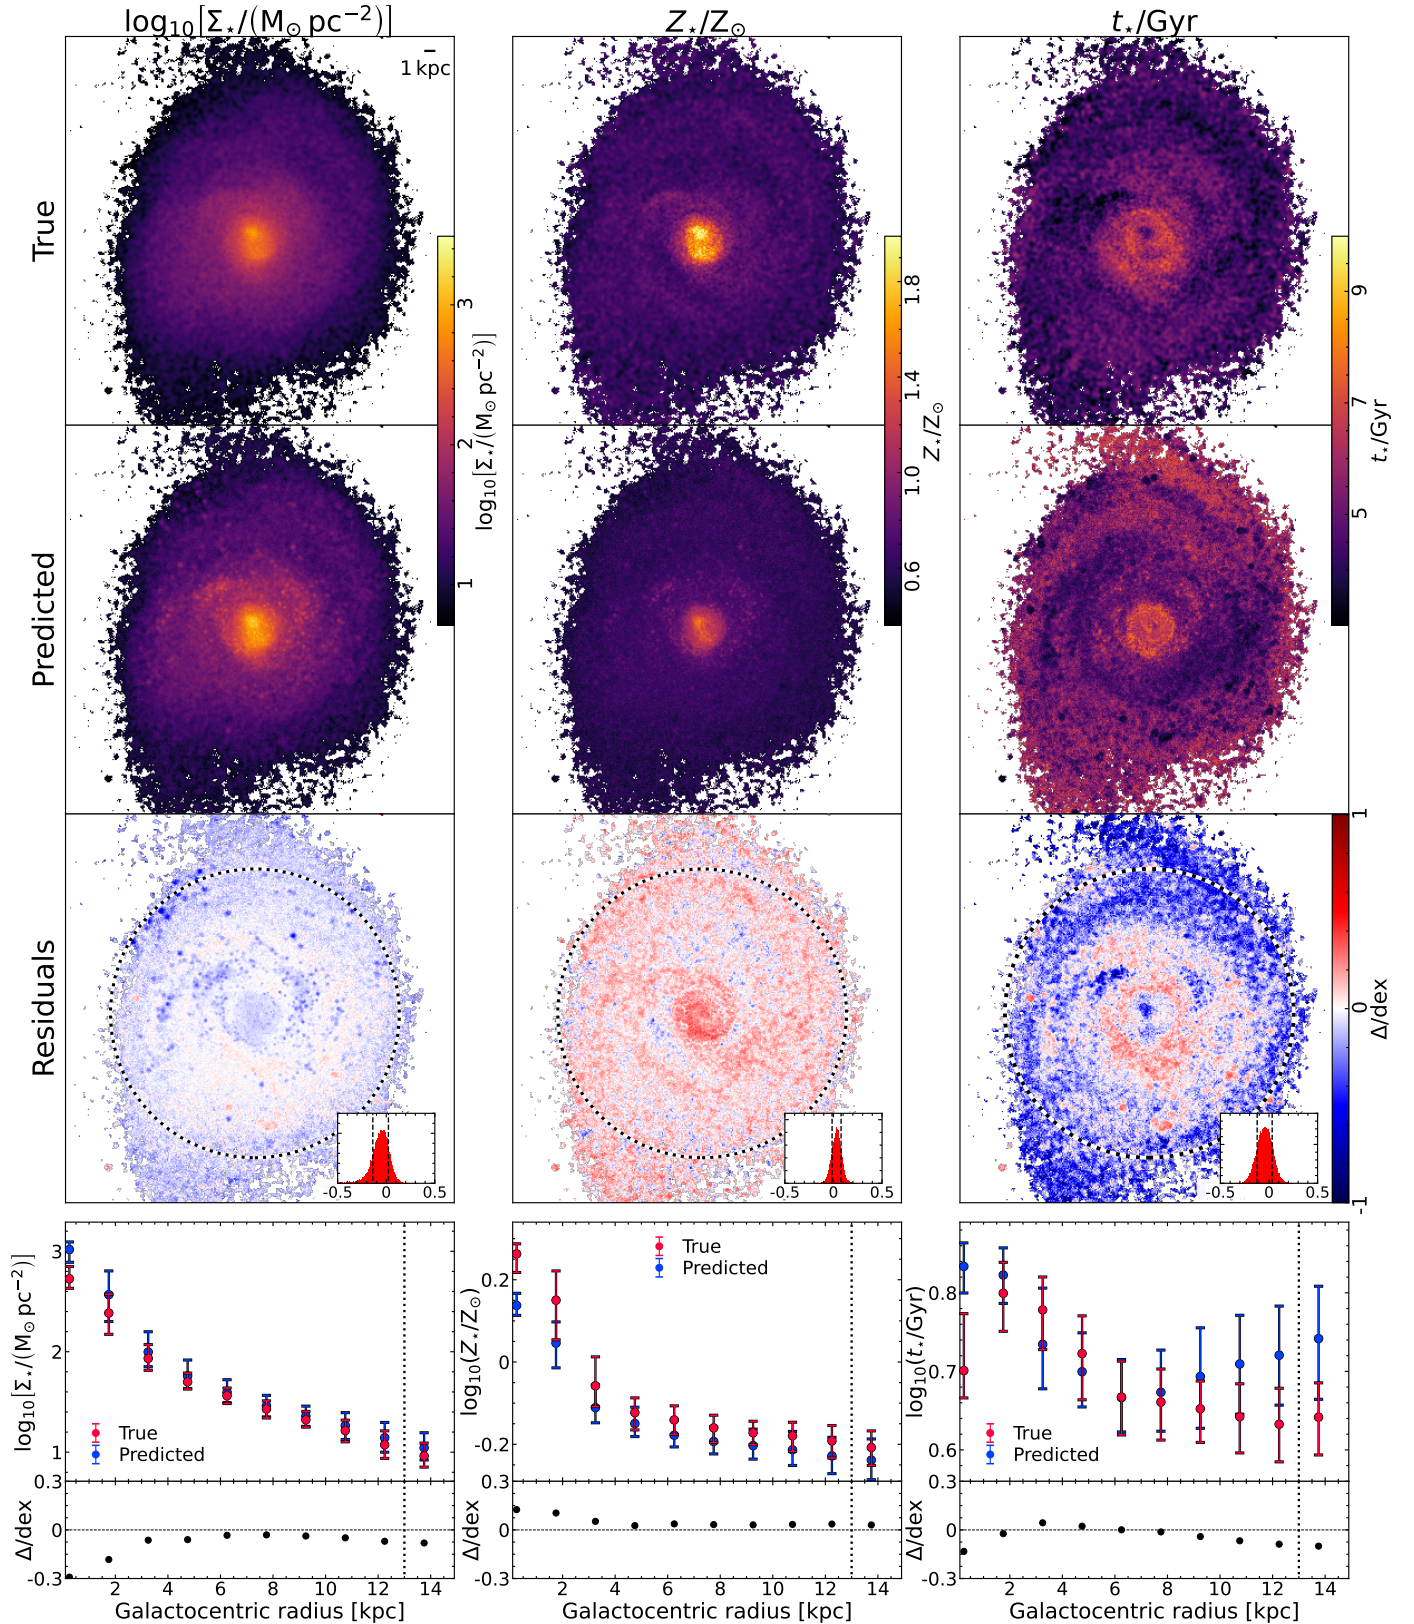 log₁₀[Σ⋆/(M⊙ pc⁻²)]
Z⋆/Z⊙
t⋆/Gyr
1 kpc
True
3
2
1
log₁₀[Σ⋆/(M⊙ pc⁻²)]
1.8
1.4
1.0
0.6
Z⋆/Z⊙
9
7
5
t⋆/Gyr
Predicted
Residuals
1
0
-1
Δ/dex
-0.5 0 0.5
-0.5 0 0.5
-0.5 0 0.5
log₁₀[Σ⋆/(M⊙ pc⁻²)]
3
2
1
True
Predicted
log₁₀(Z⋆/Z⊙)
0.2
0
-0.2
True
Predicted
log₁₀(t⋆/Gyr)
0.8
0.7
0.6
True
Predicted
Δ/dex
0.3
0
-0.3
2 4 6 8 10 12 14
Galactocentric radius [kpc]
Δ/dex
0.3
0
-0.3
2 4 6 8 10 12 14
Galactocentric radius [kpc]
Δ/dex
0.3
0
-0.3
2 4 6 8 10 12 14
Galactocentric radius [kpc]